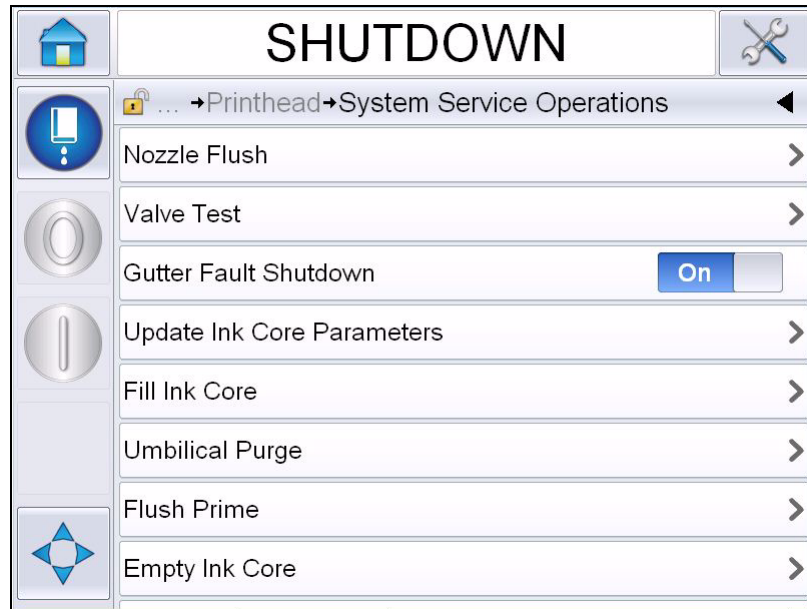 SHUTDOWN
... →Printhead→System Service Operations
Nozzle Flush
Valve Test
Gutter Fault Shutdown On
Update Ink Core Parameters
Fill Ink Core
Umbilical Purge
Flush Prime
Empty Ink Core